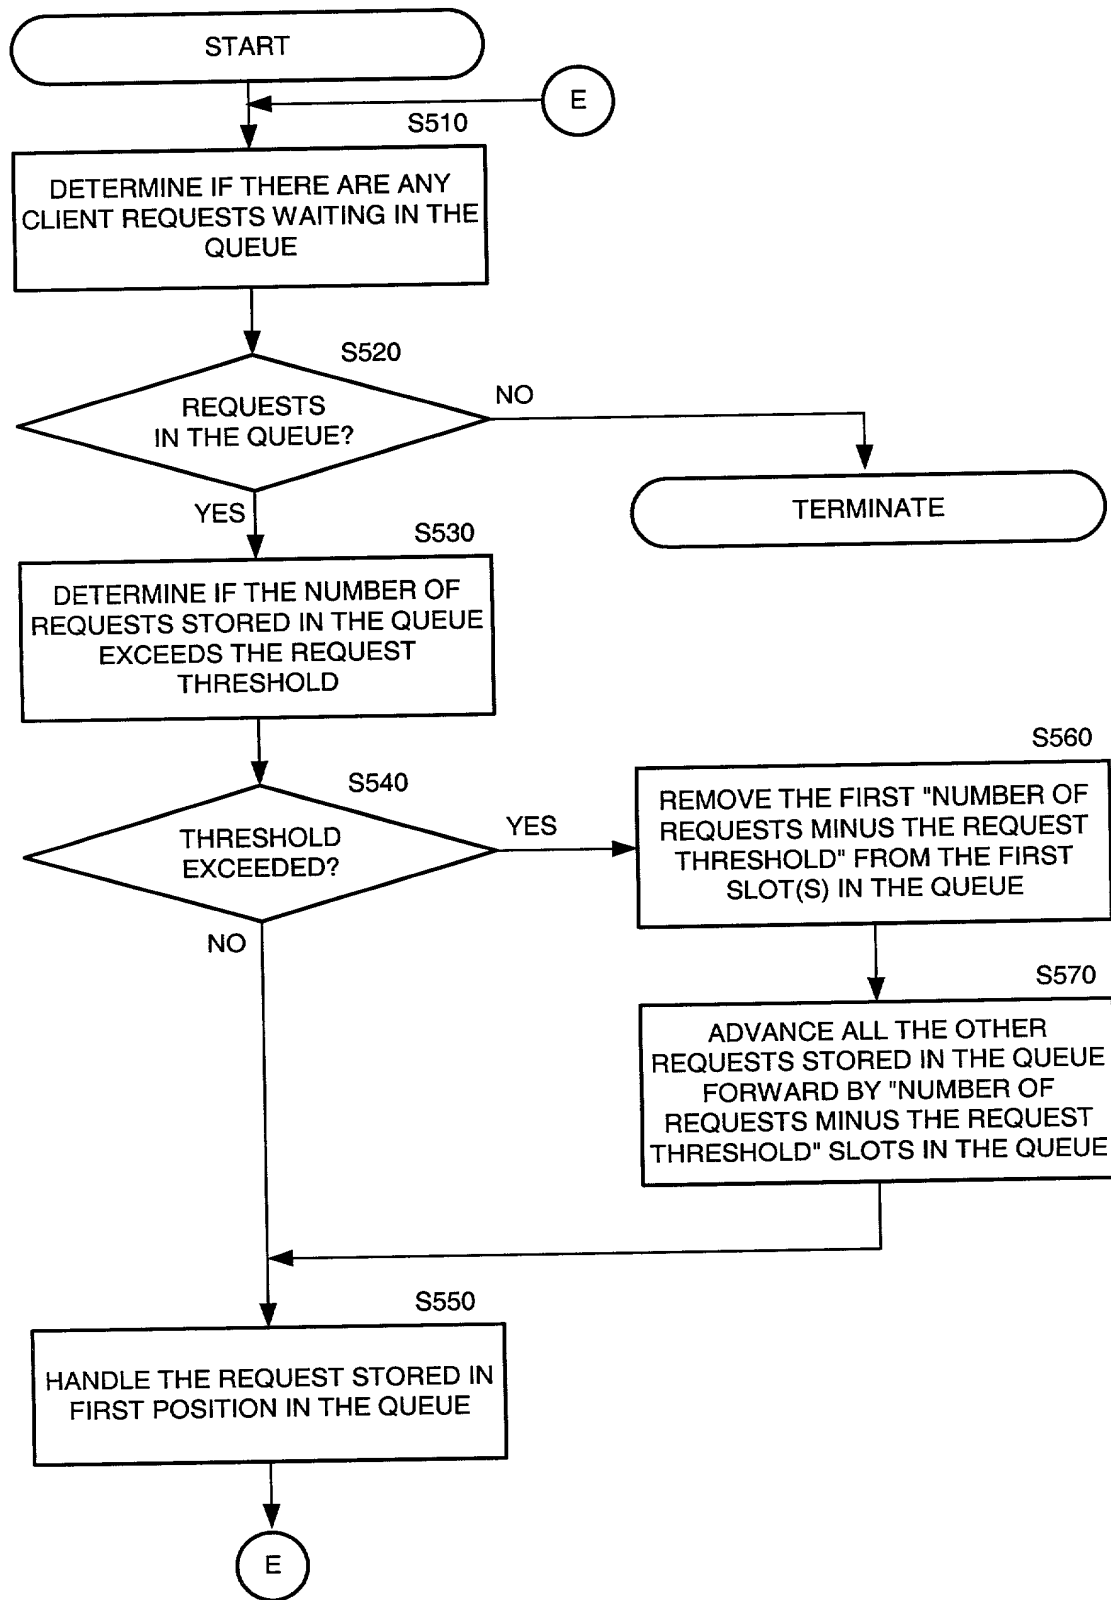 START
E
S510
DETERMINE IF THERE ARE ANY
CLIENT REQUESTS WAITING IN THE
QUEUE
S520
REQUESTS
IN THE QUEUE?
NO
YES
TERMINATE
S530
DETERMINE IF THE NUMBER OF
REQUESTS STORED IN THE QUEUE
EXCEEDS THE REQUEST
THRESHOLD
S540
THRESHOLD
EXCEEDED?
YES
NO
S560
REMOVE THE FIRST "NUMBER OF
REQUESTS MINUS THE REQUEST
THRESHOLD" FROM THE FIRST
SLOT(S) IN THE QUEUE
S570
ADVANCE ALL THE OTHER
REQUESTS STORED IN THE QUEUE
FORWARD BY "NUMBER OF
REQUESTS MINUS THE REQUEST
THRESHOLD" SLOTS IN THE QUEUE
S550
HANDLE THE REQUEST STORED IN
FIRST POSITION IN THE QUEUE
E